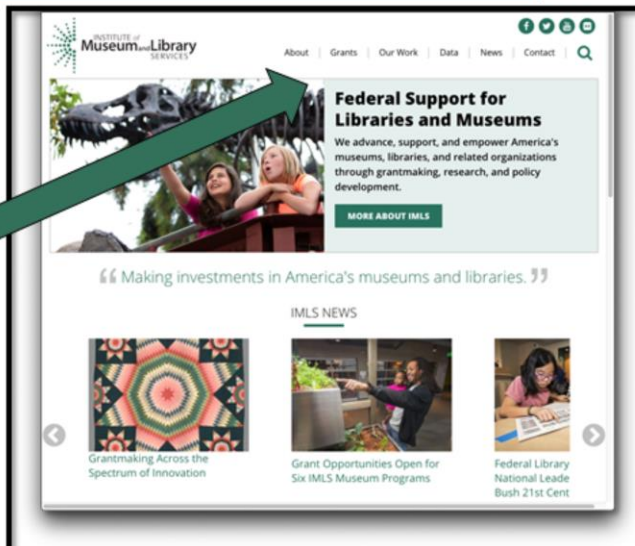 INSTITUTE of
Museum and Library
SERVICES
About | Grants | Our Work | Data | News | Contact
Federal Support for
Libraries and Museums
We advance, support, and empower America's
museums, libraries, and related organizations
through grantmaking, research, and policy
development.
MORE ABOUT IMLS
“ Making investments in America's museums and libraries. ”
IMLS NEWS
Grantmaking Across the
Spectrum of Innovation
Grant Opportunities Open for
Six IMLS Museum Programs
Federal Library
National Leade
Bush 21st Cent